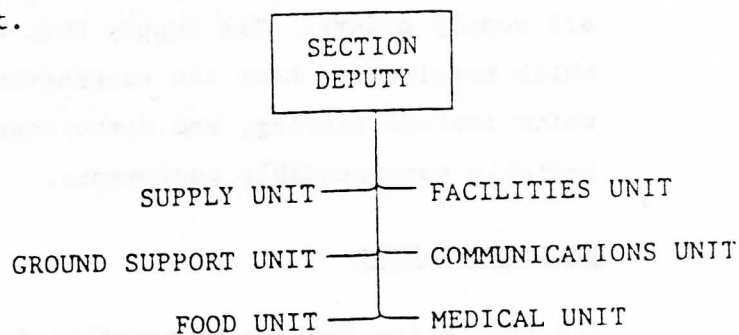 t.
SECTION
DEPUTY
SUPPLY UNIT FACILITIES UNIT
GROUND SUPPORT UNIT COMMUNICATIONS UNIT
FOOD UNIT MEDICAL UNIT